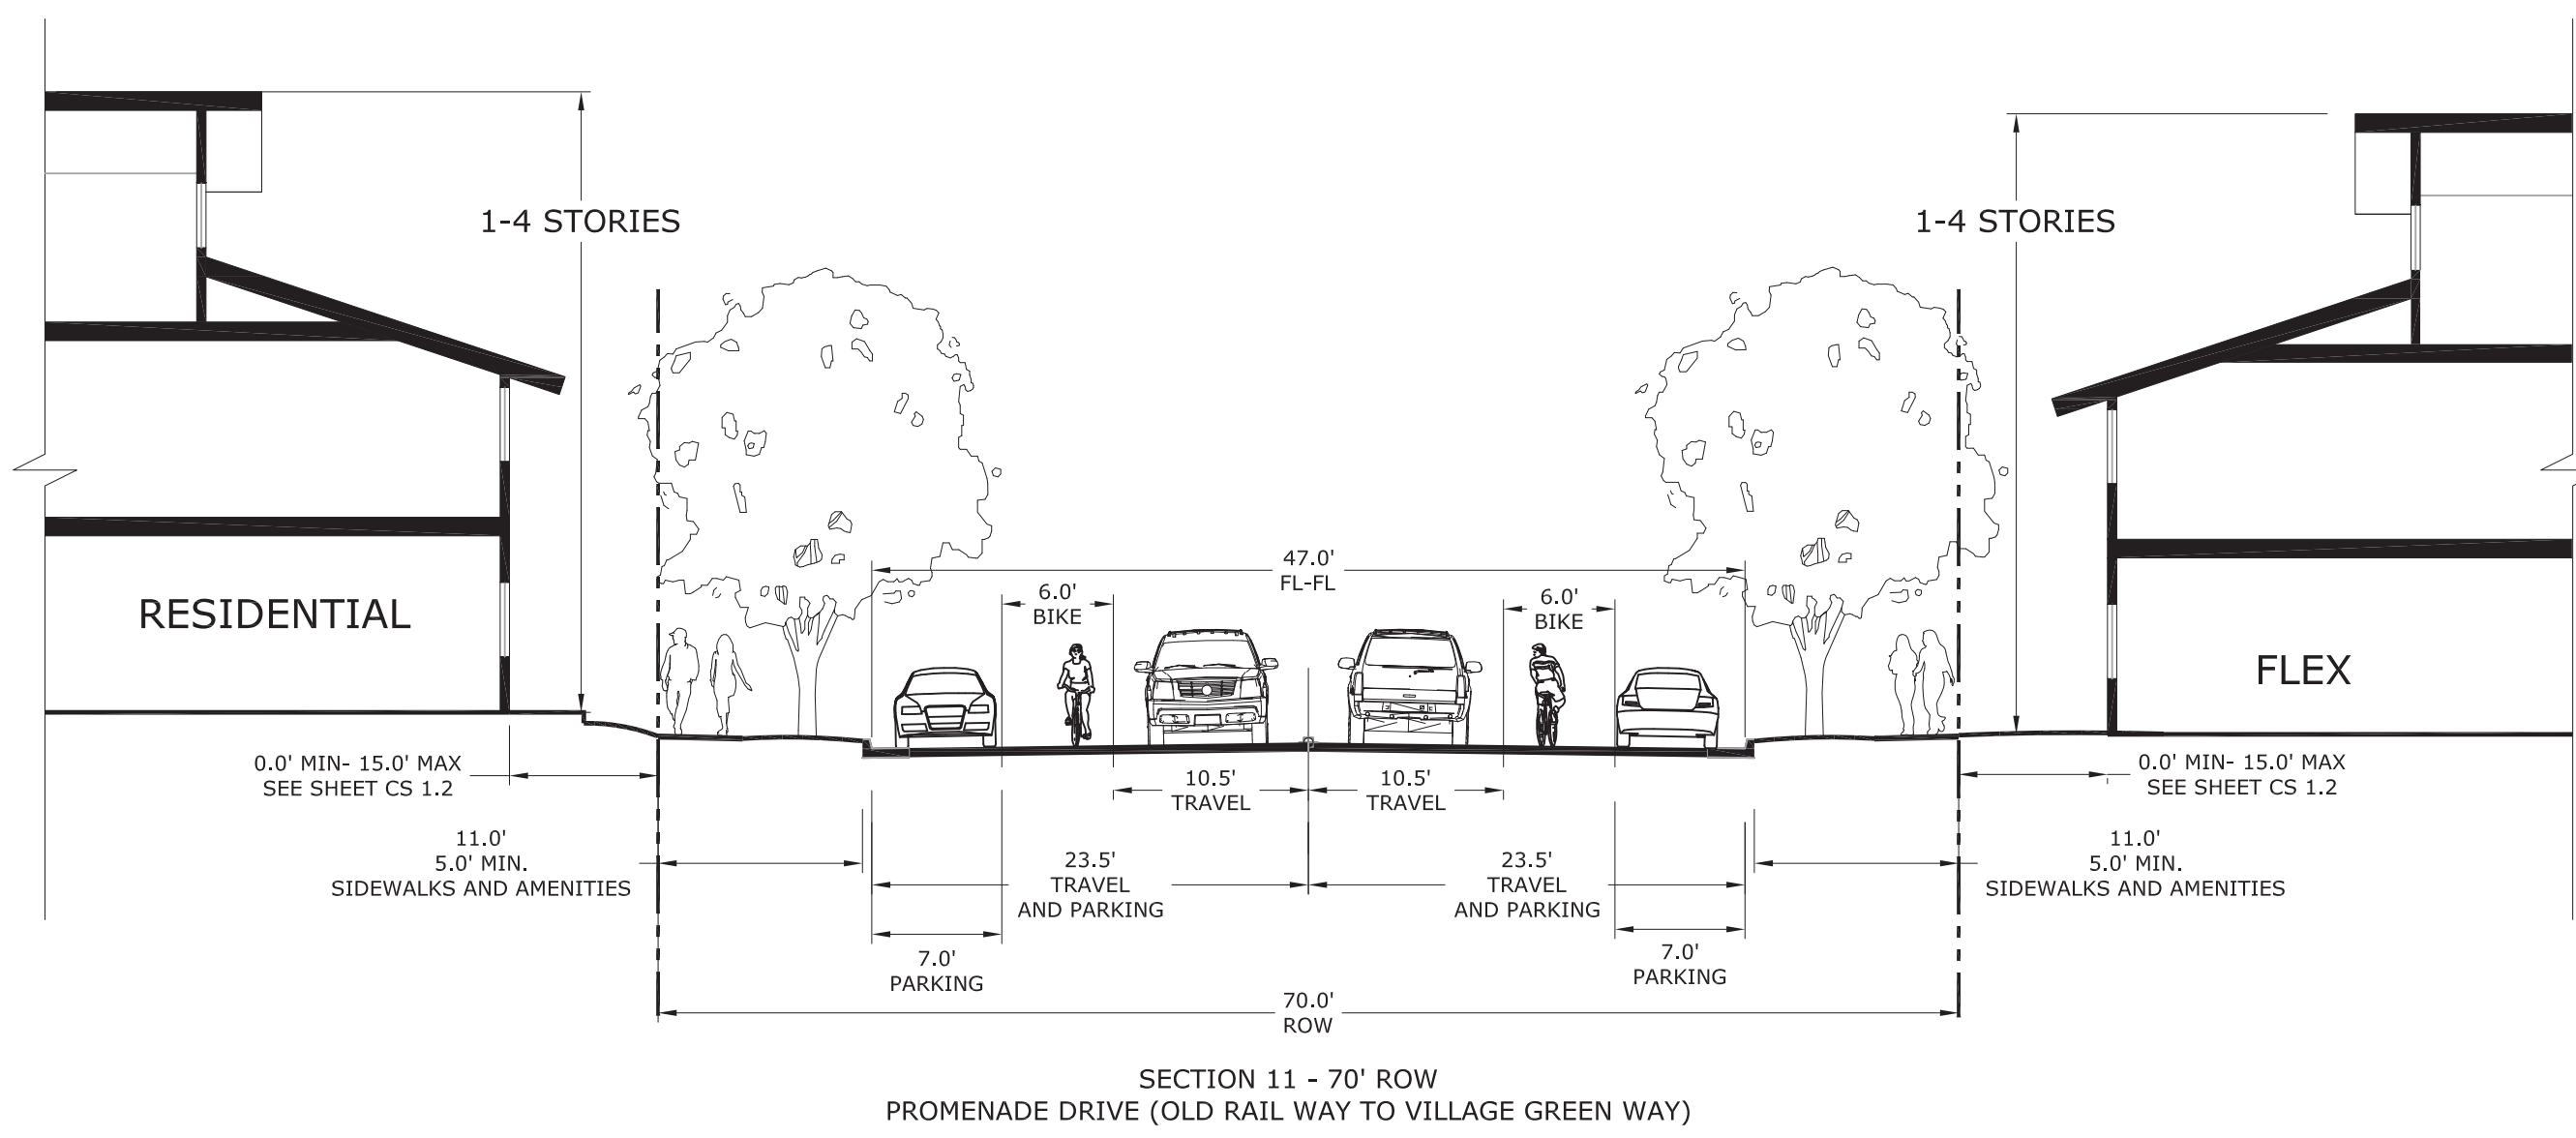 1-4 STORIES
1-4 STORIES
47.0'
FL-FL
6.0'
BIKE
6.0'
BIKE
RESIDENTIAL
FLEX
0.0' MIN- 15.0' MAX
SEE SHEET CS 1.2
10.5'
TRAVEL
10.5'
TRAVEL
0.0' MIN- 15.0' MAX
SEE SHEET CS 1.2
11.0'
5.0' MIN.
SIDEWALKS AND AMENITIES
23.5'
TRAVEL
AND PARKING
23.5'
TRAVEL
AND PARKING
11.0'
5.0' MIN.
SIDEWALKS AND AMENITIES
7.0'
PARKING
7.0'
PARKING
70.0'
ROW
SECTION 11 - 70' ROW
PROMENADE DRIVE (OLD RAIL WAY TO VILLAGE GREEN WAY)